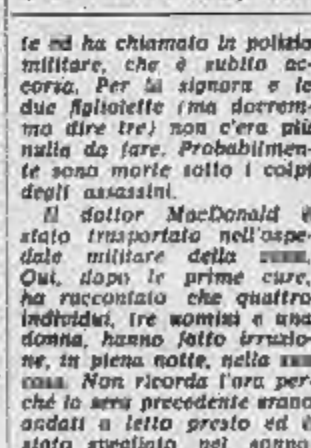 te ed ha chiamato la polizia
militare, che è subito ac-
corsa. Per la signora e le
due figliolette (ma dovrem-
mo dire tre) non c'era più
nulla da fare. Probabilmen-
te sono morte sotto i colpi
degli assassini.
Il dottor MacDonald è
stato trasportato nell'ospe-
dale militare della
Qui, dopo le prime cure,
ha raccontato che quattro
individui, tre uomini e una
donna, hanno fatto irruzio-
ne, in piena notte, nella
Non ricorda l'ora per-
ché la sera precedente erano
andati a letto presto ed è
stato svegliato nel sonno